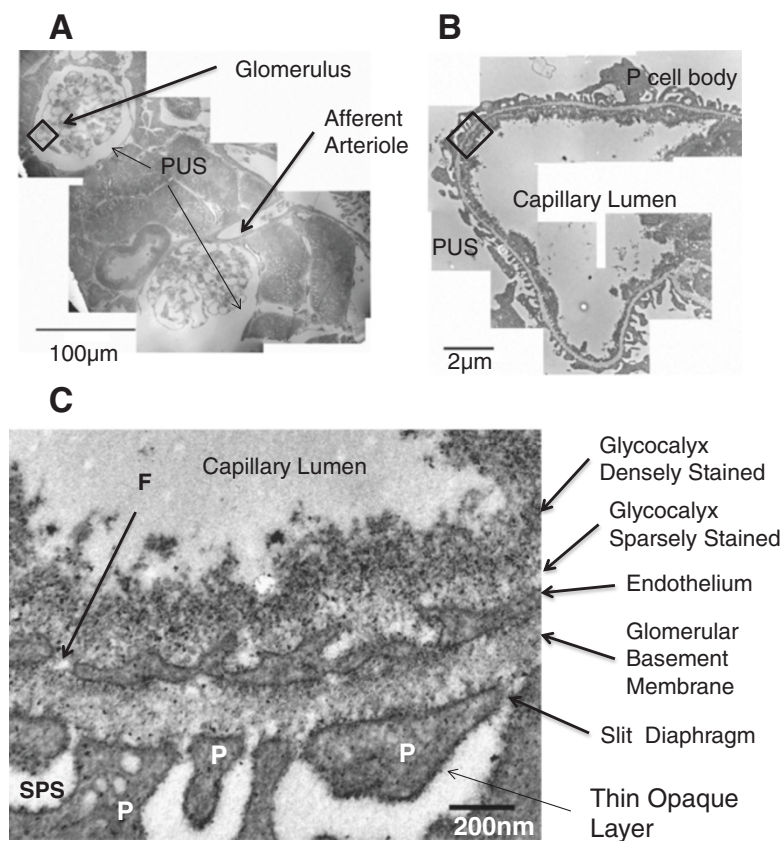 A
Glomerulus
Afferent
Arteriole
PUS
100μm
B
P cell body
Capillary Lumen
PUS
2μm
C
Capillary Lumen
F
Glycocalyx
Densely Stained
Glycocalyx
Sparsely Stained
Endothelium
Glomerular
Basement
Membrane
Slit Diaphragm
P
P
SPS
P
200nm
Thin Opaque
Layer